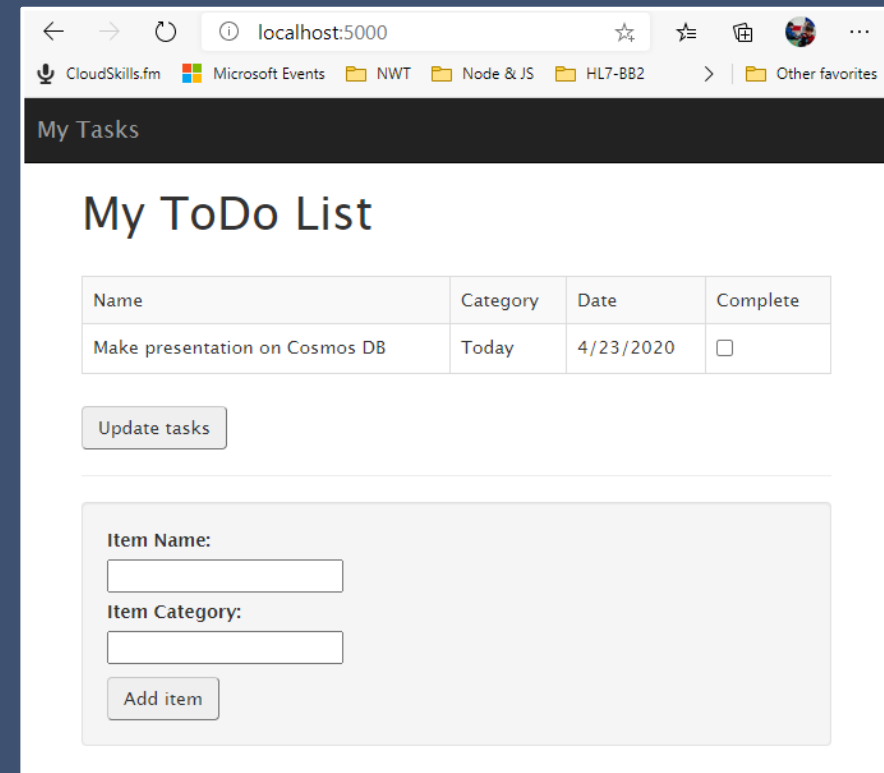 localhost:5000
CloudSkills.fm Microsoft Events NWT Node & JS HL7-BB2 Other favorites
My Tasks
My ToDo List
Name Category Date Complete
Make presentation on Cosmos DB Today 4/23/2020
Update tasks
Item Name:
Item Category:
Add item